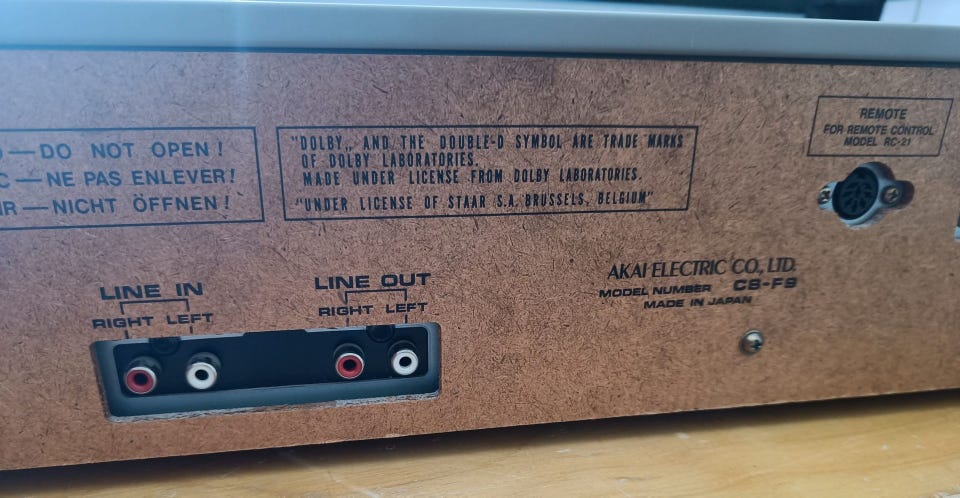 —DO NOT OPEN!
—NE PAS ENLEVER!
—NICHT ÖFFNEN!
"DOLBY„ AND THE DOUBLE-D SYMBOL ARE TRADE MARKS
OF DOLBY LABORATORIES.
MADE UNDER LICENSE FROM DOLBY LABORATORIES.
"UNDER LICENSE OF STAAR S.A. BRUSSELS, BELGIUM"
REMOTE
FOR REMOTE CONTROL
MODEL RC-21
LINE IN
RIGHT LEFT
LINE OUT
RIGHT LEFT
AKAI ELECTRIC CO., LTD.
MODEL NUMBER CS-F9
MADE IN JAPAN